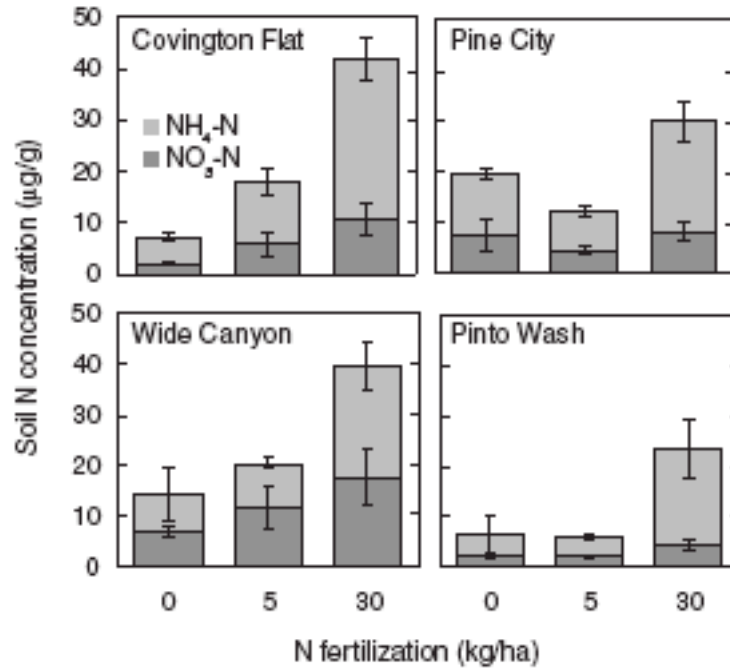 Soil N concentration (µg/g)
50
40
30
20
10
0
Covington Flat
NH₄-N
NO₃-N
Pine City
50
40
30
20
10
0
Wide Canyon
Pinto Wash
0 5 30 0 5 30
N fertilization (kg/ha)